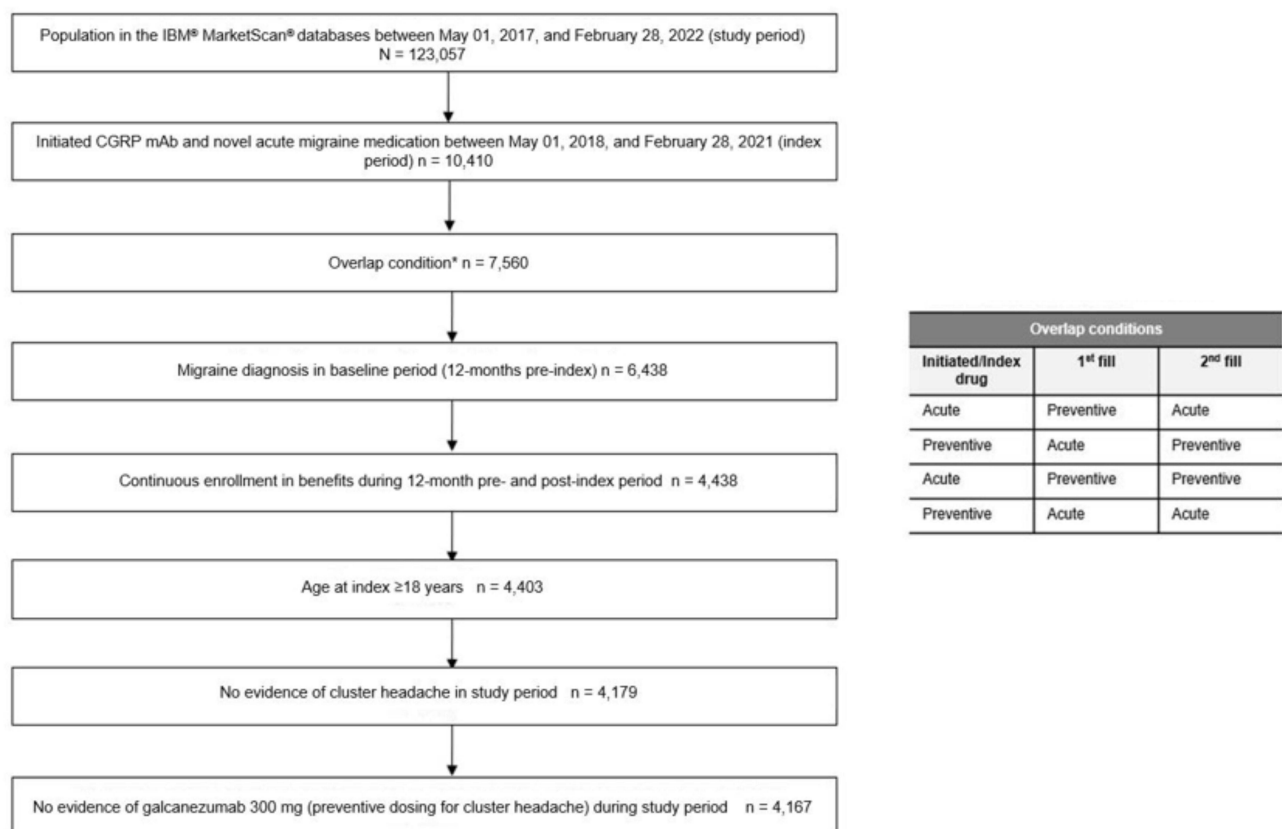 Population in the IBM® MarketScan® databases between May 01, 2017, and February 28, 2022 (study period)
N = 123,057
Initiated CGRP mAb and novel acute migraine medication between May 01, 2018, and February 28, 2021 (index
period) n = 10,410
Overlap condition* n = 7,560
Migraine diagnosis in baseline period (12-months pre-index) n = 6,438
Continuous enrollment in benefits during 12-month pre- and post-index period n = 4,438
Age at index ≥18 years n = 4,403
No evidence of cluster headache in study period n = 4,179
No evidence of galcanezumab 300 mg (preventive dosing for cluster headache) during study period n = 4,167
Overlap conditions
Initiated/Index drug 1st fill 2nd fill
Acute Preventive Acute
Preventive Acute Preventive
Acute Preventive Preventive
Preventive Acute Acute